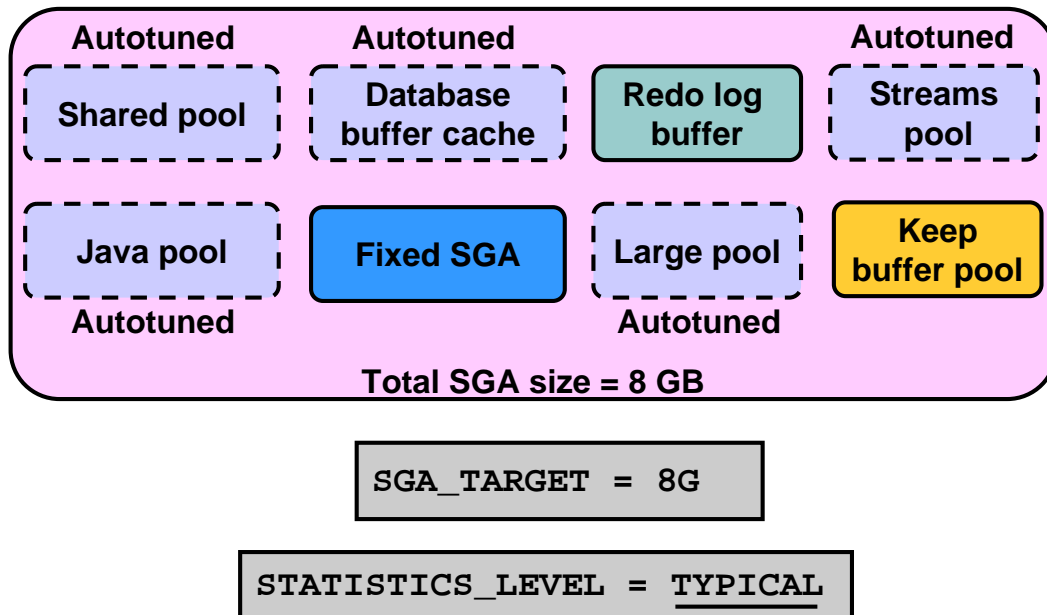 Autotuned
Autotuned
Autotuned
Shared pool
Database
buffer cache
Redo log
buffer
Streams
pool
Java pool
Fixed SGA
Large pool
Keep
buffer pool
Autotuned
Autotuned
Total SGA size = 8 GB
SGA_TARGET = 8G
STATISTICS_LEVEL = TYPICAL